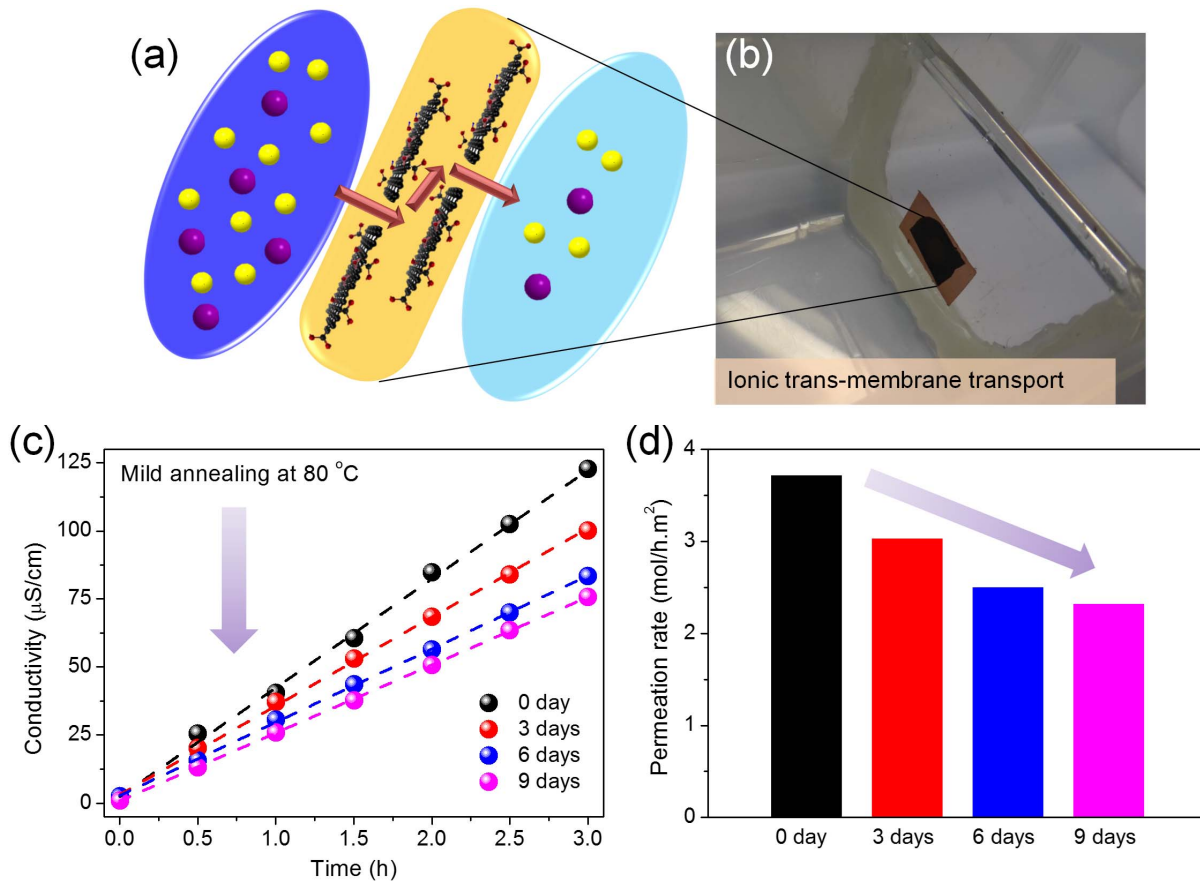 (a)
(b)
Ionic trans-membrane transport
(c)
Mild annealing at 80 °C
Conductivity (μS/cm)
125
100
75
50
25
0
0 day
3 days
6 days
9 days
0.0 0.5 1.0 1.5 2.0 2.5 3.0
Time (h)
(d)
Permeation rate (mol/h.m²)
4
3
2
1
0
0 day 3 days 6 days 9 days